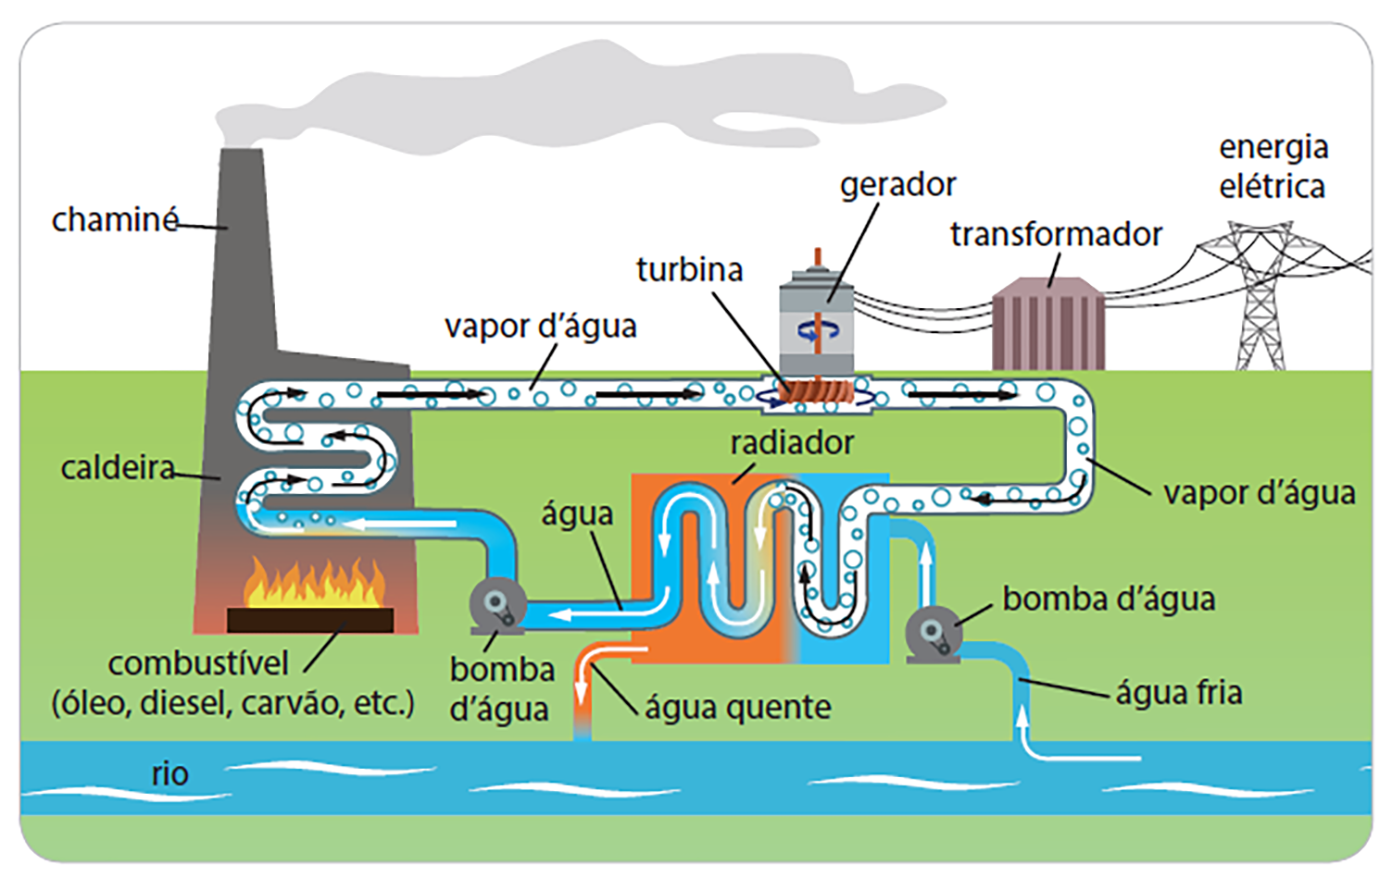 energia
elétrica
gerador
chaminé
transformador
turbina
vapor d’água
radiador
caldeira
vapor d’água
água
bomba d’água
combustível
(óleo, diesel, carvão, etc.)
bomba
d’água
água quente
água fria
rio